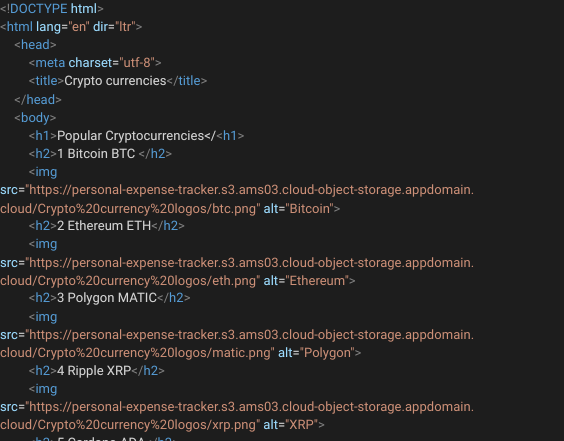 <!DOCTYPE html>
<html lang="en" dir="ltr">
<head>
<meta charset="utf-8">
<title>Crypto currencies</title>
</head>
<body>
<h1>Popular Cryptocurrencies</<h1>
<h2>1 Bitcoin BTC </h2>
<img
src="https://personal-expense-tracker.s3.ams03.cloud-object-storage.appdomain.
cloud/Crypto%20currency%20logos/btc.png" alt="Bitcoin">
<h2>2 Ethereum ETH</h2>
<img
src="https://personal-expense-tracker.s3.ams03.cloud-object-storage.appdomain.
cloud/Crypto%20currency%20logos/eth.png" alt="Ethereum">
<h2>3 Polygon MATIC</h2>
<img
src="https://personal-expense-tracker.s3.ams03.cloud-object-storage.appdomain.
cloud/Crypto%20currency%20logos/matic.png" alt="Polygon">
<h2>4 Ripple XRP</h2>
<img
src="https://personal-expense-tracker.s3.ams03.cloud-object-storage.appdomain.
cloud/Crypto%20currency%20logos/xrp.png" alt="XRP">
<h2>5 Cardano ADA </h2>